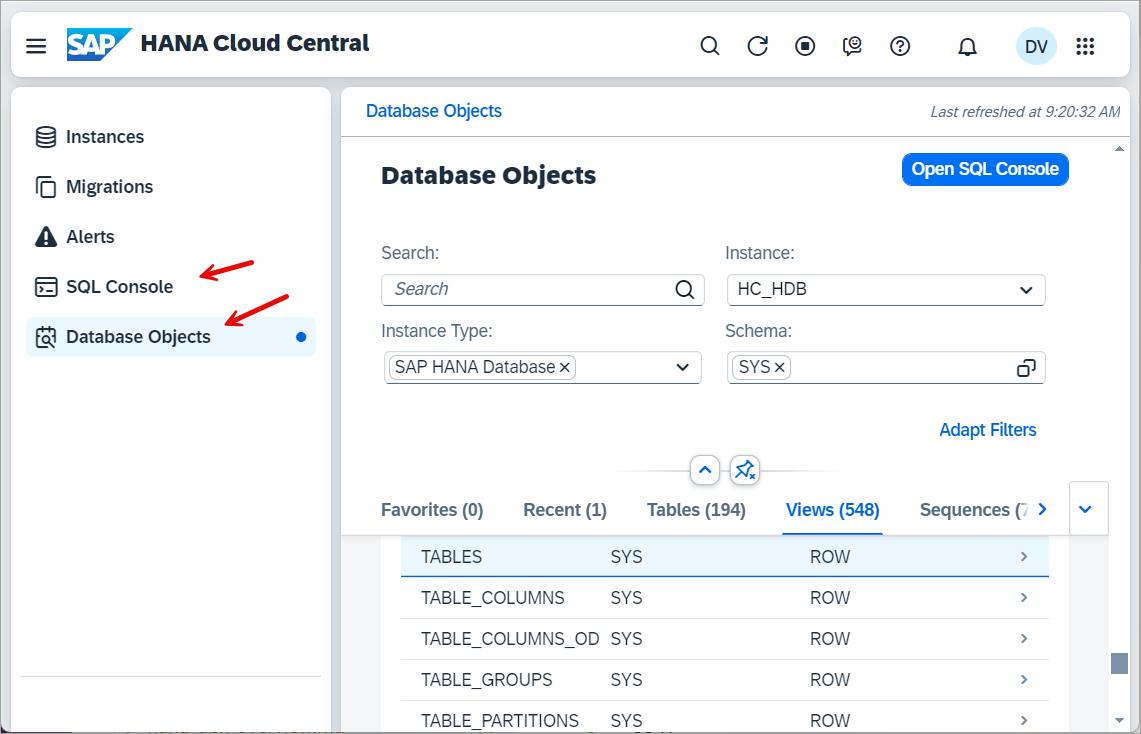 SAP HANA Cloud Central
DV
Instances
Migrations
Alerts
SQL Console
Database Objects
Database Objects
Last refreshed at 9:20:32 AM
Database Objects
Open SQL Console
Search:
Instance:
Search
HC_HDB
Instance Type:
Schema:
SAP HANA Database
SYS
Adapt Filters
Favorites (0) Recent (1) Tables (194) Views (548) Sequences (7
TABLES SYS ROW
TABLE_COLUMNS SYS ROW
TABLE_COLUMNS_OD SYS ROW
TABLE_GROUPS SYS ROW
TABLE_PARTITIONS SYS ROW